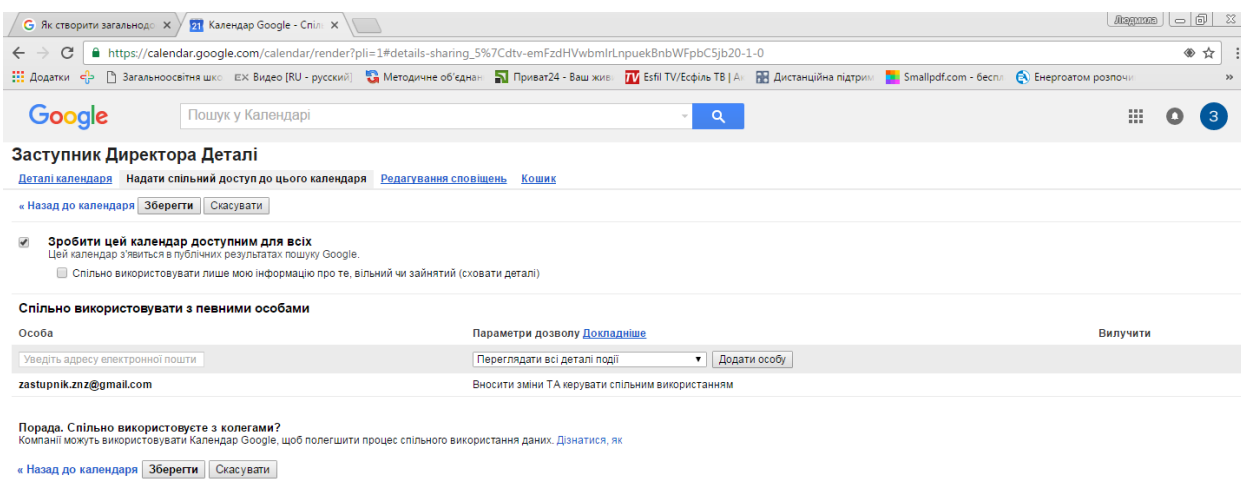 Як створити загальнодо
Календар Google - Спіл
Людмила
https://calendar.google.com/calendar/render?pli=1#details-sharing_5%7Cdtv-emFzdHVwbmlrLnpuekBnbWFpbC5jb20-1-0
Додатки Загальноосвітня шко EX Видео [RU - русский] Методичне об'єднан Приват24 - Ваш живе Esfil TV/Есфіль ТВ | Ак Дистанційна підтрим Smallpdf.com - беспл Енергоатом розпочи »
Google Пошук у Календарі З
Заступник Директора Деталі
Деталі календаря Надати спільний доступ до цього календаря Редагування сповіщень Кошик
« Назад до календаря Зберегти Скасувати
Зробити цей календар доступним для всіх
Цей календар з'явиться в публічних результатах пошуку Google.
Спільно використовувати лише мою інформацію про те, вільний чи зайнятий (сховати деталі)
Спільно використовувати з певними особами
Особа Параметри дозволу Докладніше Вилучити
Уведіть адресу електронної пошти Переглядати всі деталі події Додати особу
zastupnik.znz@gmail.com Вносити зміни ТА керувати спільним використанням
Порада. Спільно використовуєте з колегами?
Компанії можуть використовувати Календар Google, щоб полегшити процес спільного використання даних. Дізнатися, як
« Назад до календаря Зберегти Скасувати